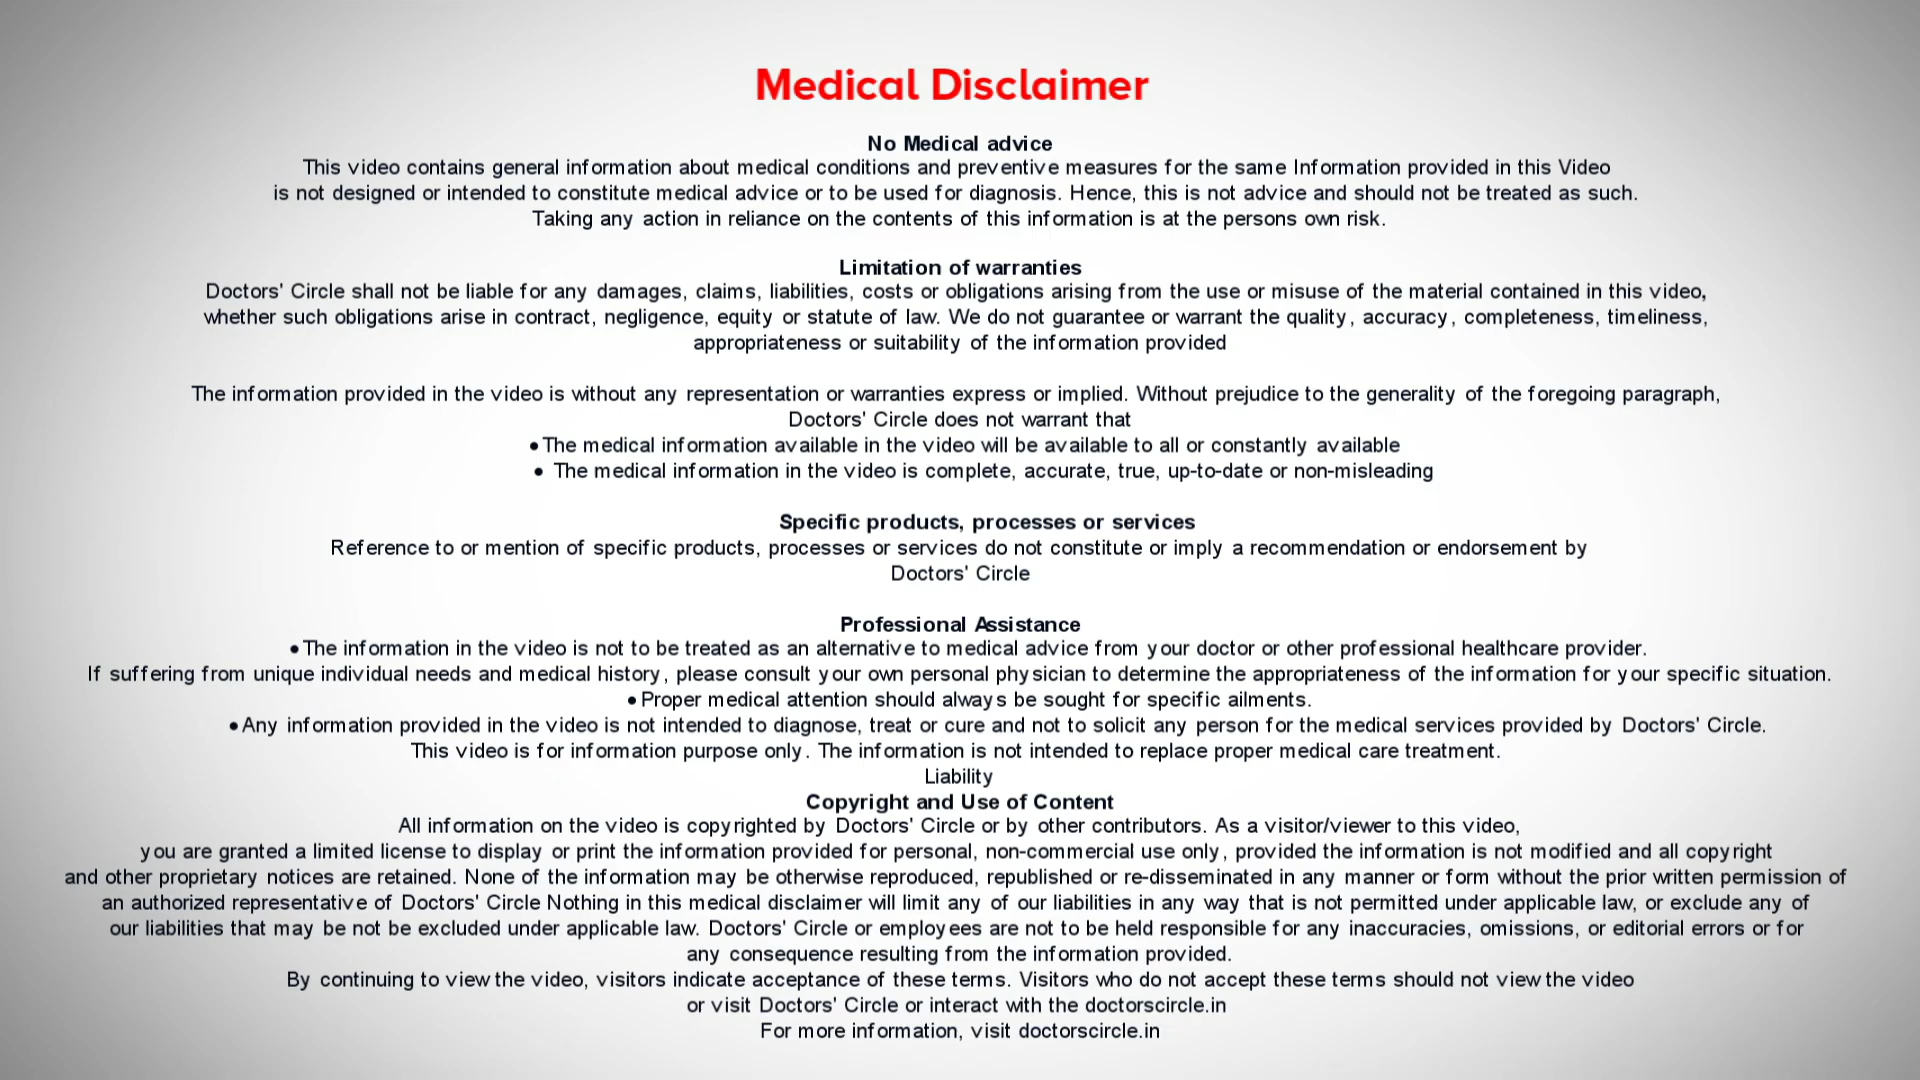 Medical Disclaimer
No Medical advice
This video contains general information about medical conditions and preventive measures for the same Information provided in this Video
is not designed or intended to constitute medical advice or to be used for diagnosis. Hence, this is not advice and should not be treated as such.
Taking any action in reliance on the contents of this information is at the persons own risk.
Limitation of warranties
Doctors' Circle shall not be liable for any damages, claims, liabilities, costs or obligations arising from the use or misuse of the material contained in this video,
whether such obligations arise in contract, negligence, equity or statute of law. We do not guarantee or warrant the quality, accuracy, completeness, timeliness,
appropriateness or suitability of the information provided
The information provided in the video is without any representation or warranties express or implied. Without prejudice to the generality of the foregoing paragraph,
Doctors' Circle does not warrant that
•The medical information available in the video will be available to all or constantly available
• The medical information in the video is complete, accurate, true, up-to-date or non-misleading
Specific products, processes or services
Reference to or mention of specific products, processes or services do not constitute or imply a recommendation or endorsement by
Doctors' Circle
Professional Assistance
•The information in the video is not to be treated as an alternative to medical advice from your doctor or other professional healthcare provider.
If suffering from unique individual needs and medical history, please consult your own personal physician to determine the appropriateness of the information for your specific situation.
•Proper medical attention should always be sought for specific ailments.
•Any information provided in the video is not intended to diagnose, treat or cure and not to solicit any person for the medical services provided by Doctors' Circle.
This video is for information purpose only. The information is not intended to replace proper medical care treatment.
Liability
Copyright and Use of Content
All information on the video is copyrighted by Doctors' Circle or by other contributors. As a visitor/viewer to this video,
you are granted a limited license to display or print the information provided for personal, non-commercial use only, provided the information is not modified and all copyright
and other proprietary notices are retained. None of the information may be otherwise reproduced, republished or re-disseminated in any manner or form without the prior written permission of
an authorized representative of Doctors' Circle Nothing in this medical disclaimer will limit any of our liabilities in any way that is not permitted under applicable law, or exclude any of
our liabilities that may be not be excluded under applicable law. Doctors' Circle or employees are not to be held responsible for any inaccuracies, omissions, or editorial errors or for
any consequence resulting from the information provided.
By continuing to view the video, visitors indicate acceptance of these terms. Visitors who do not accept these terms should not view the video
or visit Doctors' Circle or interact with the doctorscircle.in
For more information, visit doctorscircle.in